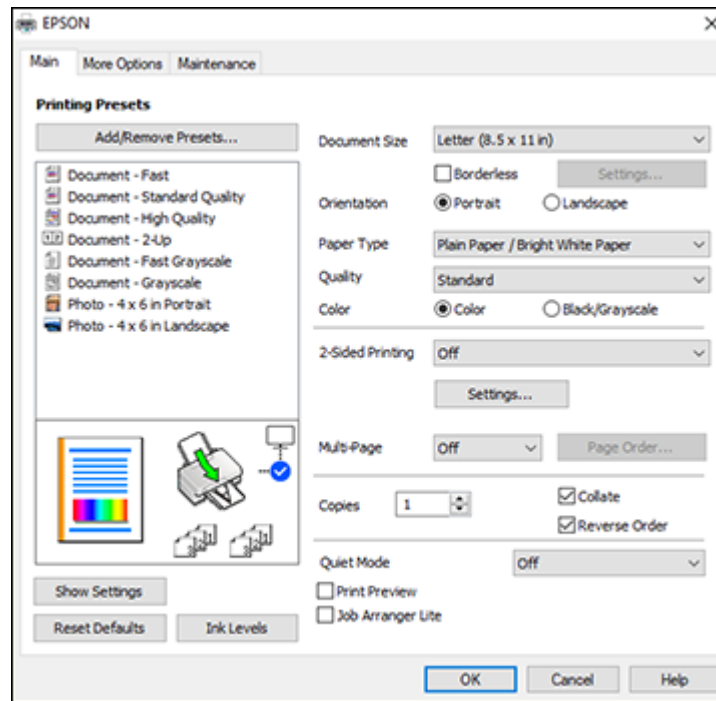 EPSON
Main More Options Maintenance
Printing Presets
Add/Remove Presets...
Document - Fast
Document - Standard Quality
Document - High Quality
Document - 2-Up
Document - Fast Grayscale
Document - Grayscale
Photo - 4 x 6 in Portrait
Photo - 4 x 6 in Landscape
Show Settings
Reset Defaults Ink Levels
Document Size Letter (8.5 x 11 in)
Borderless Settings...
Orientation Portrait Landscape
Paper Type Plain Paper / Bright White Paper
Quality Standard
Color Color Black/Grayscale
2-Sided Printing Off
Settings...
Multi-Page Off Page Order...
Copies 1 Collate
Reverse Order
Quiet Mode Off
Print Preview
Job Arranger Lite
OK Cancel Help